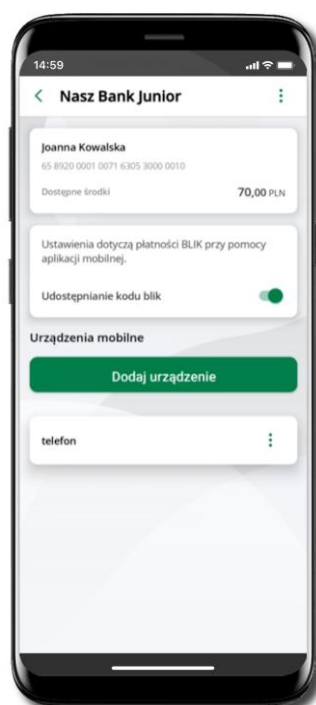 14:59
Nasz Bank Junior
Joanna Kowalska
65 8920 0001 0071 6305 3000 0010
Dostępne środki 70,00 PLN
Ustawienia dotyczą płatności BLIK przy pomocy
aplikacji mobilnej.
Udostępnianie kodu blik
Urządzenia mobilne
Dodaj urządzenie
telefon